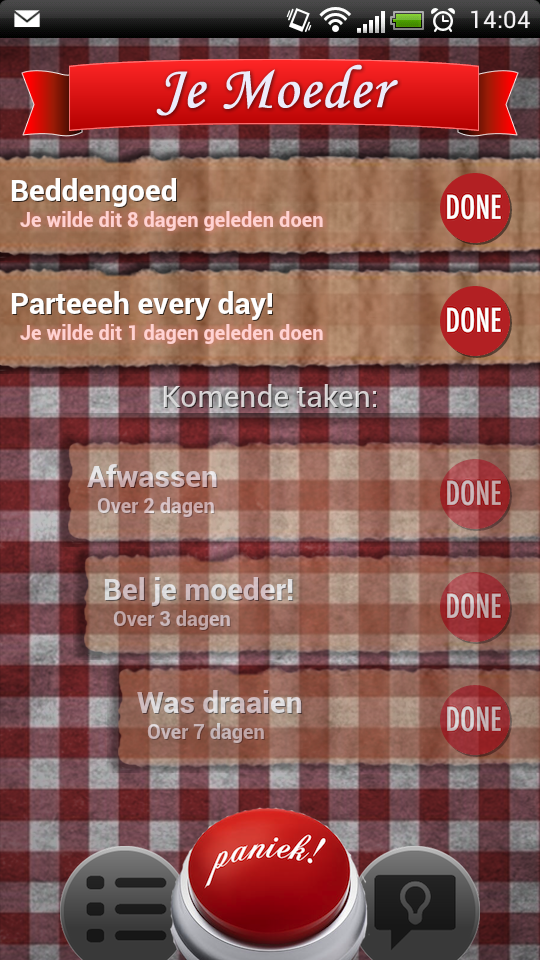 14:04
Je Moeder
Beddengoed
Je wilde dit 8 dagen geleden doen
DONE
Parteeeh every day!
Je wilde dit 1 dagen geleden doen
DONE
Komende taken:
Afwassen
Over 2 dagen
DONE
Bel je moeder!
Over 3 dagen
DONE
Was draaien
Over 7 dagen
DONE
paniek!